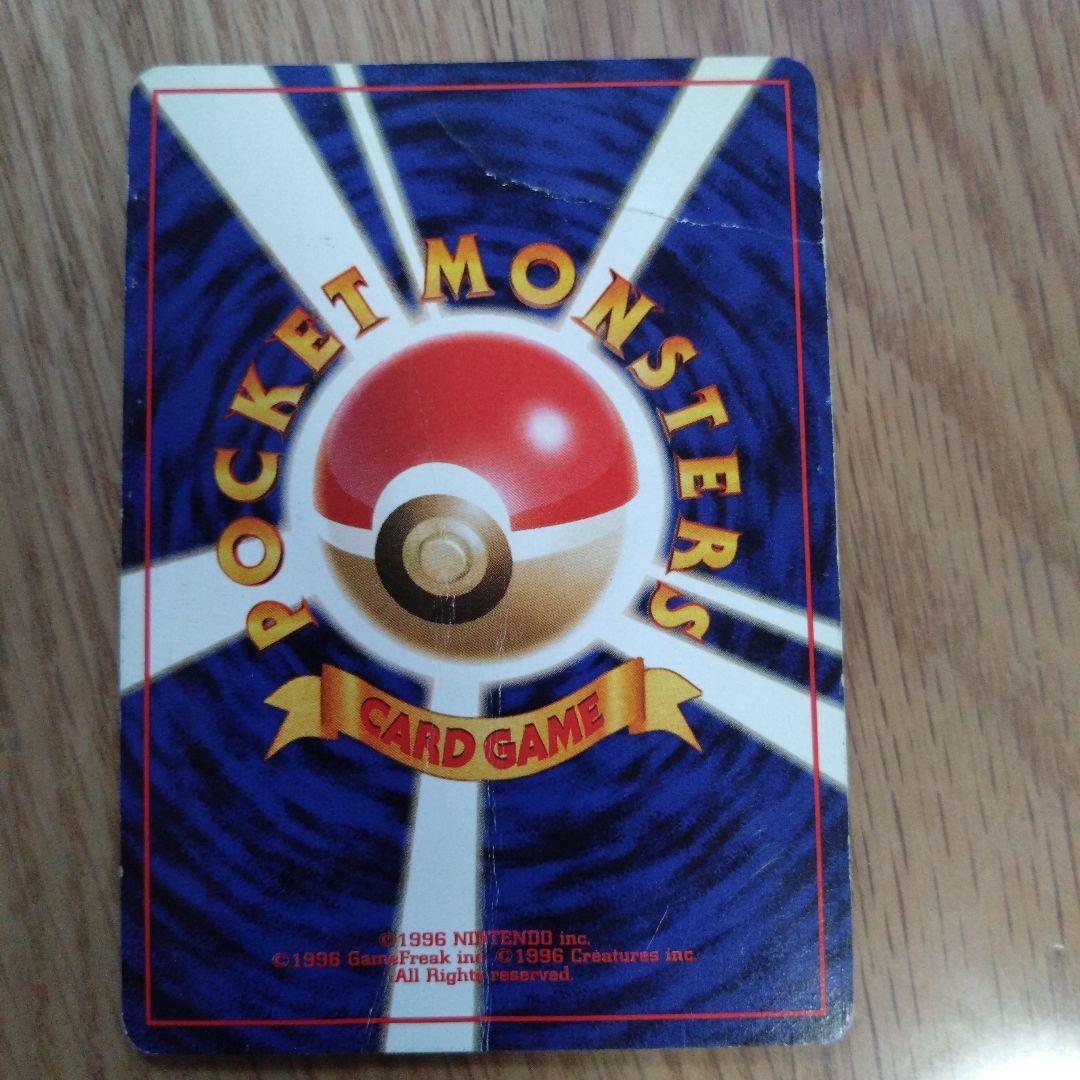 POCKET MONSTERS
CARD GAME
©1996 NINTENDO inc.
©1996 GameFreak inc. ©1996 Creatures inc.
All Rights reserved.